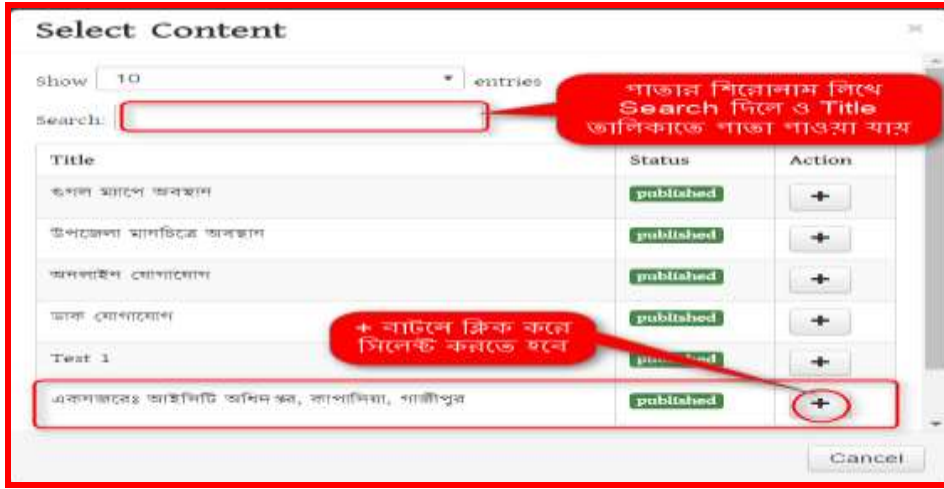 Select Content
Show 10 entries
পাতার শিরোনাম লিখে
Search দিলে ও Title
তালিকাতে পাতা পাওয়া যায়
Search:
Title Status Action
গুগল ম্যাপে অবস্থান published +
উপজেলা মানচিত্রে অবস্থান published +
অনলাইন যোগাযোগ published +
ডাক যোগাযোগ published +
+ বাটনে ক্লিক করে
সিলেক্ট করতে হবে
Test 1 published +
একনজরেঃ আইসিটি অধিদপ্তর, কাপাসিয়া, গাজীপুর published +
Cancel